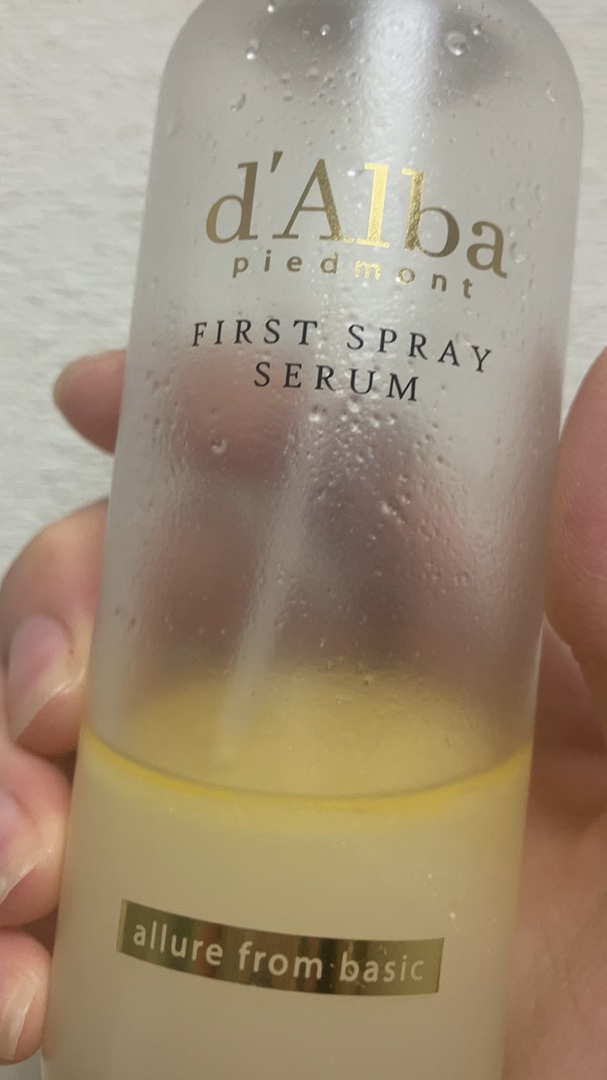 d'Alba
piedmont
FIRST SPRAY
SERUM
allure from basic